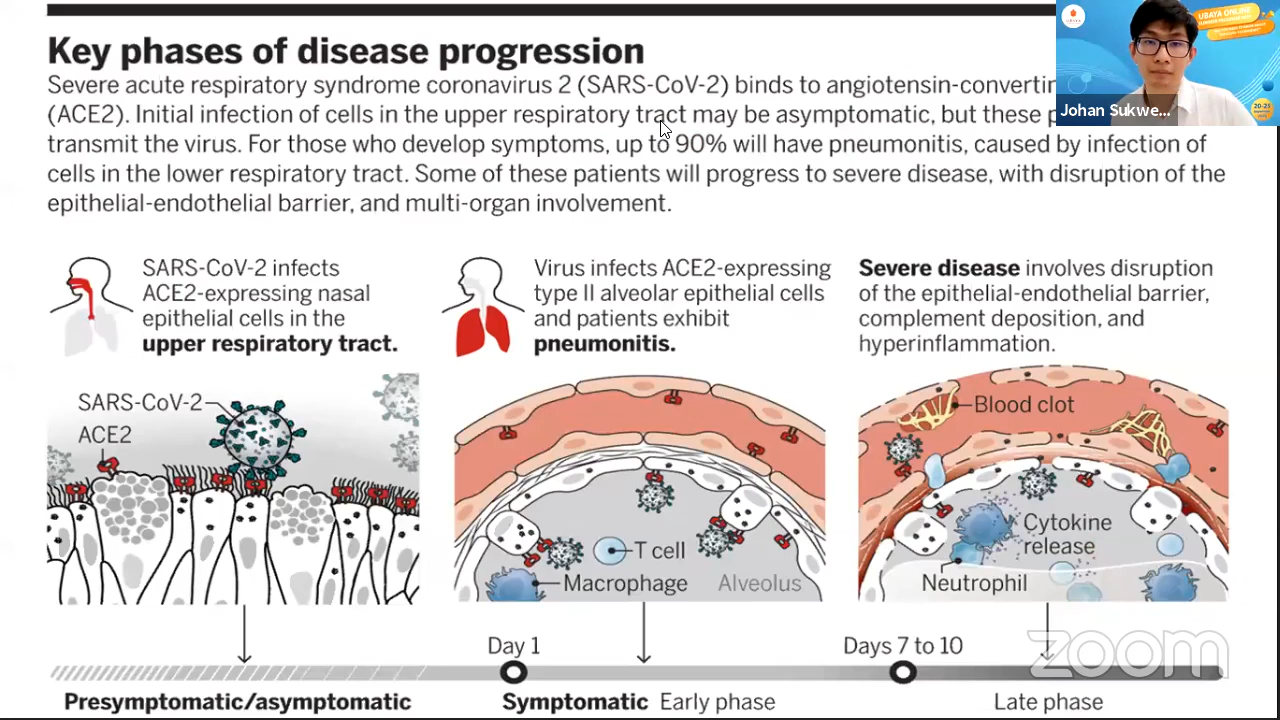 Key phases of disease progression
Severe acute respiratory syndrome coronavirus 2 (SARS-CoV-2) binds to
(ACE2). Initial infection of cells in the upper respiratory tract may be asymptomatic, but these
transmit the virus. For those who develop symptoms, up to 90% will have pneumonitis, caused by infection of
cells in the lower respiratory tract. Some of these patients will progress to severe disease, with disruption of the
epithelial-endothelial barrier, and multi-organ involvement.
UBAYA ONLINE
20-25
Johan Sukwe...
SARS-CoV-2 infects
ACE2-expressing nasal
epithelial cells in the
upper respiratory tract.
Virus infects ACE2-expressing
type II alveolar epithelial cells
and patients exhibit
pneumonitis.
Severe disease involves disruption
of the epithelial-endothelial barrier,
complement deposition, and
hyperinflammation.
SARS-CoV-2
ACE2
T cell
Macrophage
Alveolus
Blood clot
Cytokine
release
Neutrophil
Day 1
Days 7 to 10
zoom
Presymptomatic/asymptomatic
Symptomatic Early phase
Late phase